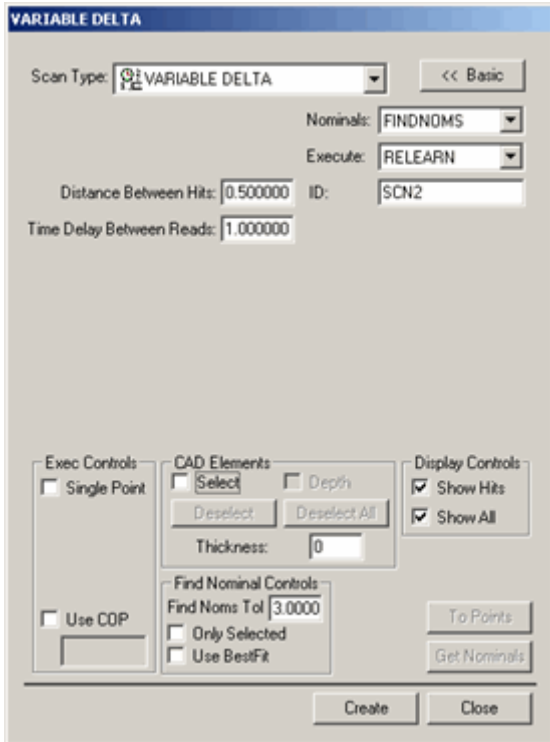 VARIABLE DELTA
Scan Type: VARIABLE DELTA << Basic
Nominals: FINDNOMS
Execute: RELEARN
Distance Between Hits: 0.500000 ID: SCN2
Time Delay Between Reads: 1.000000
Exec Controls CAD Elements Display Controls
Single Point Select Depth Show Hits
Deselect Deselect All Show All
Thickness: 0
Find Nominal Controls
Find Noms Tol 3.0000
Use COP Only Selected To Points
Use BestFit Get Nominals
Create Close